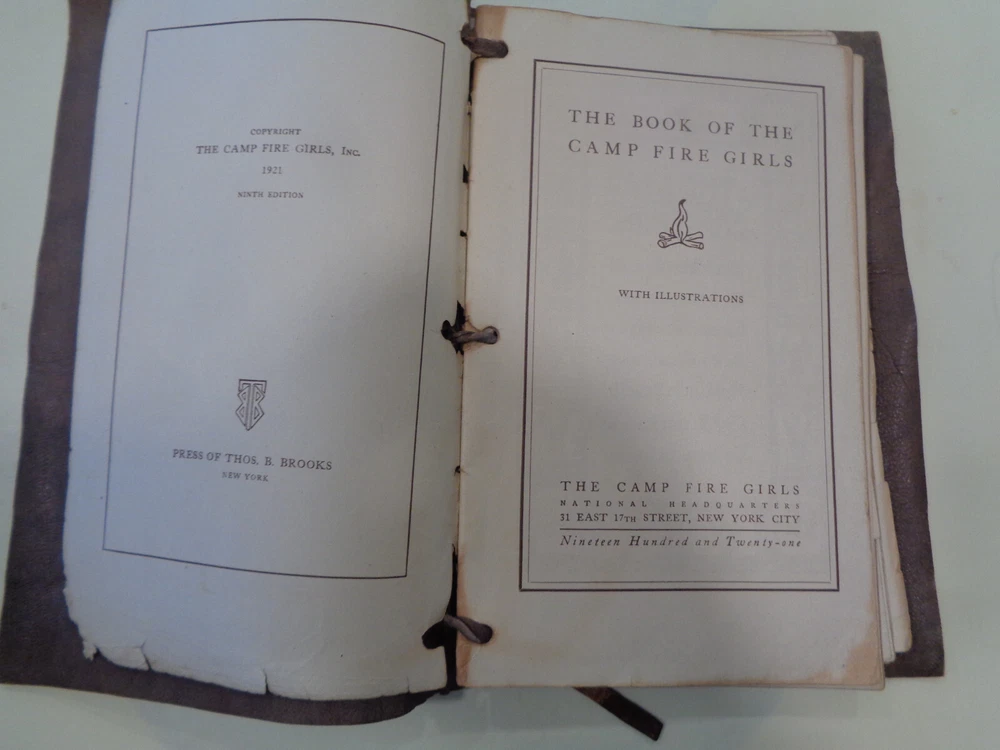 COPYRIGHT
THE CAMP FIRE GIRLS, INC.
1921
NINTH EDITION
PRESS OF THOS. B. BROOKS
NEW YORK
THE BOOK OF THE
CAMP FIRE GIRLS
WITH ILLUSTRATIONS
THE CAMP FIRE GIRLS
NATIONAL HEADQUARTERS
31 EAST 17TH STREET, NEW YORK CITY
Nineteen Hundred and Twenty-one